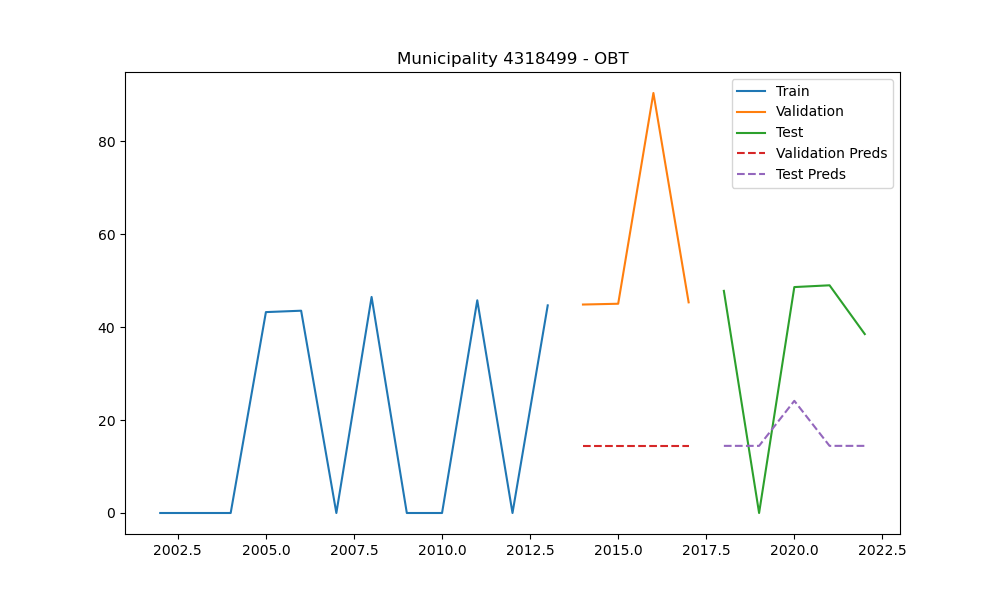 Municipality 4318499 - OBT
Train
Validation
Test
Validation Preds
Test Preds
80
60
40
20
0
2002.5 2005.0 2007.5 2010.0 2012.5 2015.0 2017.5 2020.0 2022.5